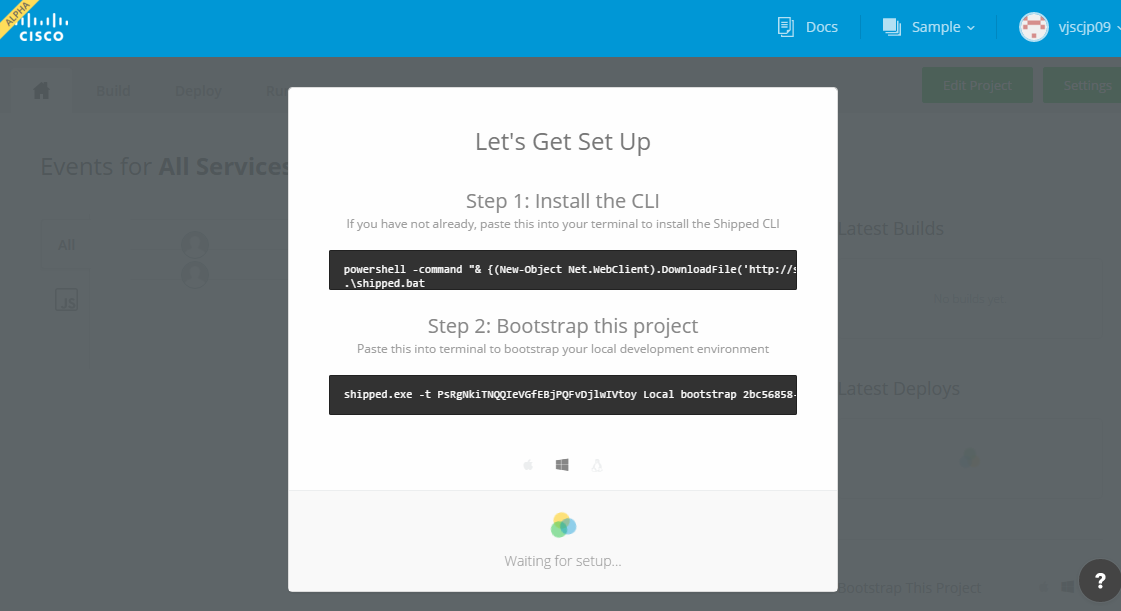 ALPHA
CISCO
Docs
Sample
vjscjp09
Build
Deploy
Ru
Edit Project
Settings
Events for All Services
All
JS
Let's Get Set Up
Step 1: Install the CLI
If you have not already, paste this into your terminal to install the Shipped CLI
powershell -command "& {(New-Object Net.WebClient).DownloadFile('http://s
.\shipped.bat
Step 2: Bootstrap this project
Paste this into terminal to bootstrap your local development environment
shipped.exe -t PsRgNkiTNQQIeVGfEBjPQFvDjlwIVtoy Local bootstrap 2bc56858-
Waiting for setup...
Latest Builds
Latest Deploys
Bootstrap This Project
?